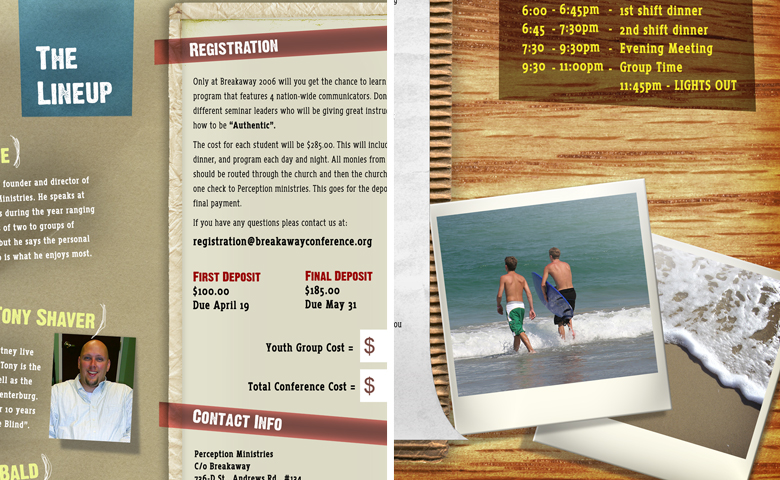 THE
LINEUP
E
founder and director of
Ministries. He speaks at
s during the year ranging
of two to groups of
out he says the personal
is what he enjoys most.
TONY SHAVER
tney live
Tony is the
ell as the
enterburg.
r 10 years
e Blind".
BALD
REGISTRATION
Only at Breakaway 2006 will you get the chance to learn
program that features 4 nation-wide communicators. Don
different seminar leaders who will be giving great instru
how to be "Authentic".
The cost for each student will be $285.00. This will includ
dinner, and program each day and night. All monies from
should be routed through the church and then the church
one check to Perception ministries. This goes for the depo
final payment.
If you have any questions pleas contact us at:
registration@breakawayconference.org
FIRST DEPOSIT
$100.00
Due April 19
FINAL DEPOSIT
$185.00
Due May 31
Youth Group Cost = $
Total Conference Cost = $
CONTACT INFO
Perception Ministries
C/o Breakaway
736-D St. Andrews Rd. #134
6:00 - 6:45pm - 1st shift dinner
6:45 - 7:30pm - 2nd shift dinner
7:30 - 9:30pm - Evening Meeting
9:30 - 11:00pm - Group Time
11:45pm - LIGHTS OUT
ou